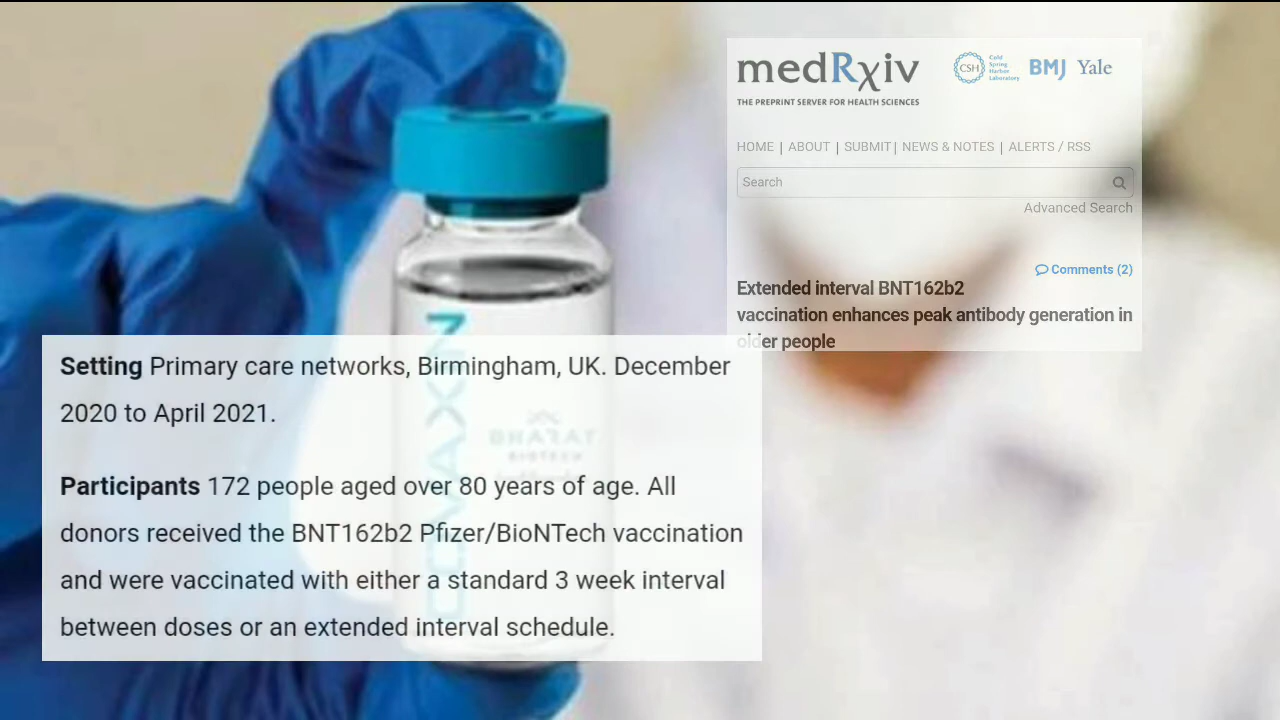 medRxiv
THE PREPRINT SERVER FOR HEALTH SCIENCES
CSH
Cold
Spring
Harbor
Laboratory
BMJ
Yale
HOME | ABOUT | SUBMIT | NEWS & NOTES | ALERTS / RSS
Search
Advanced Search
Comments (2)
Extended interval BNT162b2
vaccination enhances peak antibody generation in
older people
Setting Primary care networks, Birmingham, UK. December
2020 to April 2021.
Participants 172 people aged over 80 years of age. All
donors received the BNT162b2 Pfizer/BioNTech vaccination
and were vaccinated with either a standard 3 week interval
between doses or an extended interval schedule.
COVAXIN
BHARAT
BIOTECH